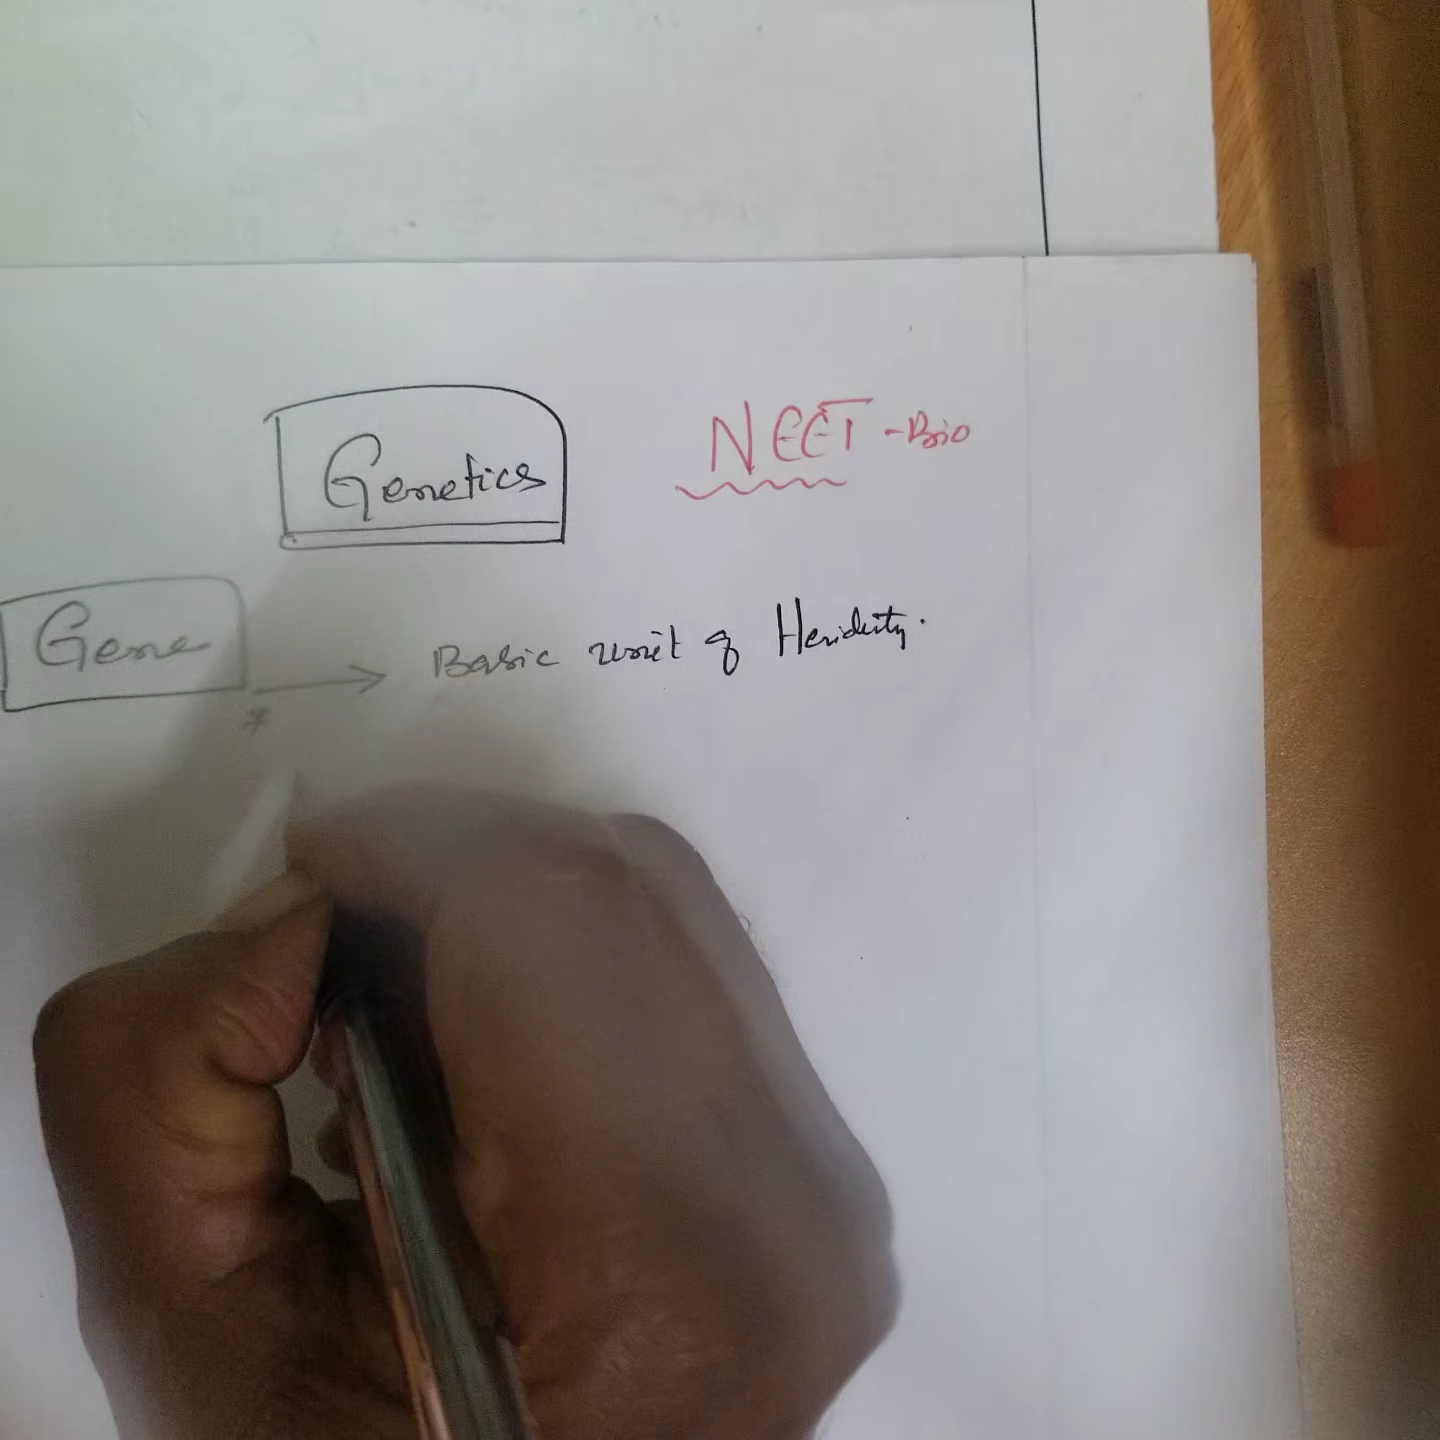 Genetics
NEET - Bio
Gene → Basic unit of Heridity.
*